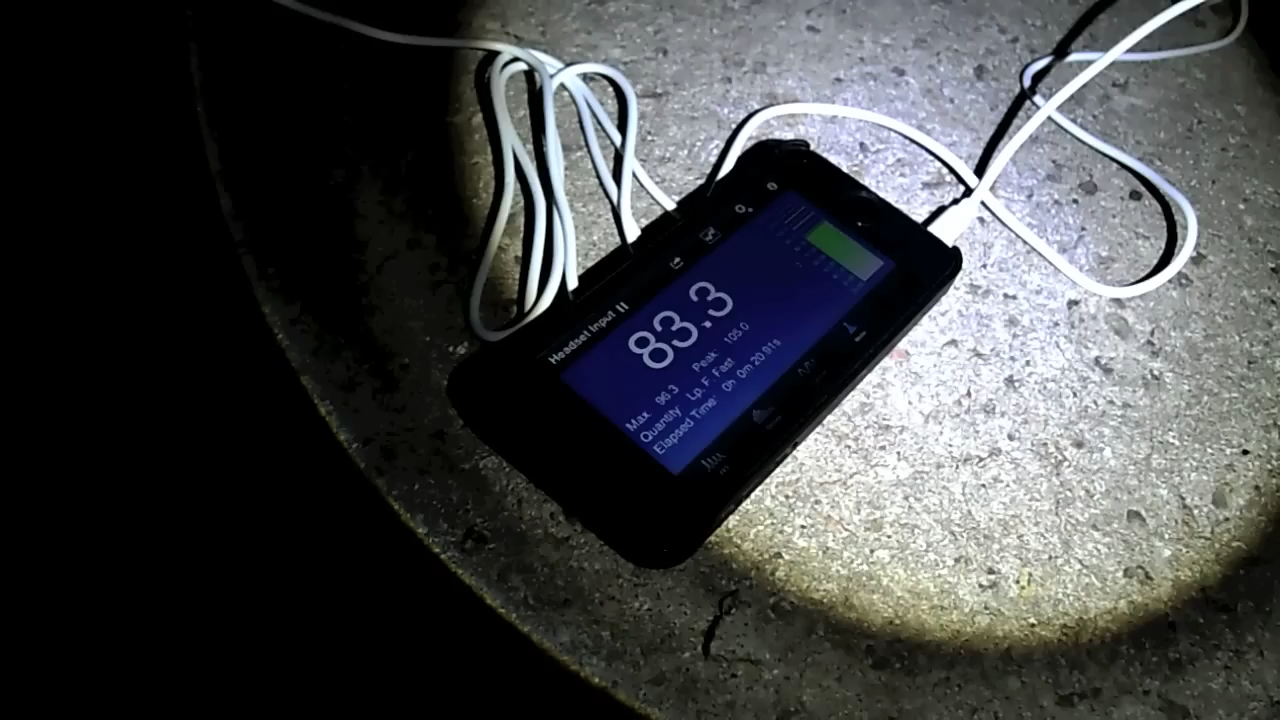 Headset Input
83.3
Max 96.3 Peak: 105.0
Quantity Lp, F: Fast
Elapsed Time: 0h 0m 20.91s